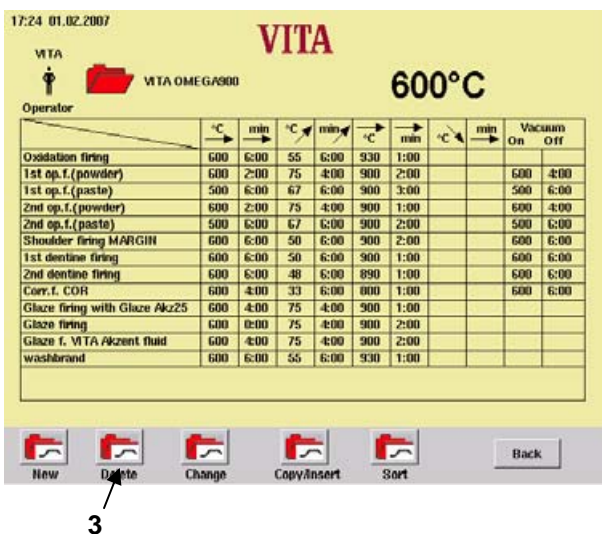 17:24 01.02.2007
VITA
VITA
VITA OMEGA900
600°C
Operator
°C min °C min °C min °C min Vacuum On Off
Oxidation firing 600 6:00 55 6:00 930 1:00
1st op.f.(powder) 600 2:00 75 4:00 900 2:00 600 4:00
1st op.f.(paste) 500 6:00 67 6:00 900 3:00 500 6:00
2nd op.f.(powder) 600 2:00 75 4:00 900 1:00 600 4:00
2nd op.f.(paste) 500 6:00 67 6:00 900 2:00 500 6:00
Shoulder firing MARGIN 600 6:00 50 6:00 900 2:00 600 6:00
1st dentine firing 600 6:00 50 6:00 900 1:00 600 6:00
2nd dentine firing 600 6:00 48 6:00 890 1:00 600 6:00
Corr.f. COR 600 4:00 33 6:00 800 1:00 600 6:00
Glaze firing with Glaze Akz25 600 4:00 75 4:00 900 1:00
Glaze firing 600 0:00 75 4:00 900 2:00
Glaze f. VITA Akzent fluid 600 4:00 75 4:00 900 2:00
washbrand 600 6:00 55 6:00 930 1:00
New Delete Change Copy/Insert Sort Back
3